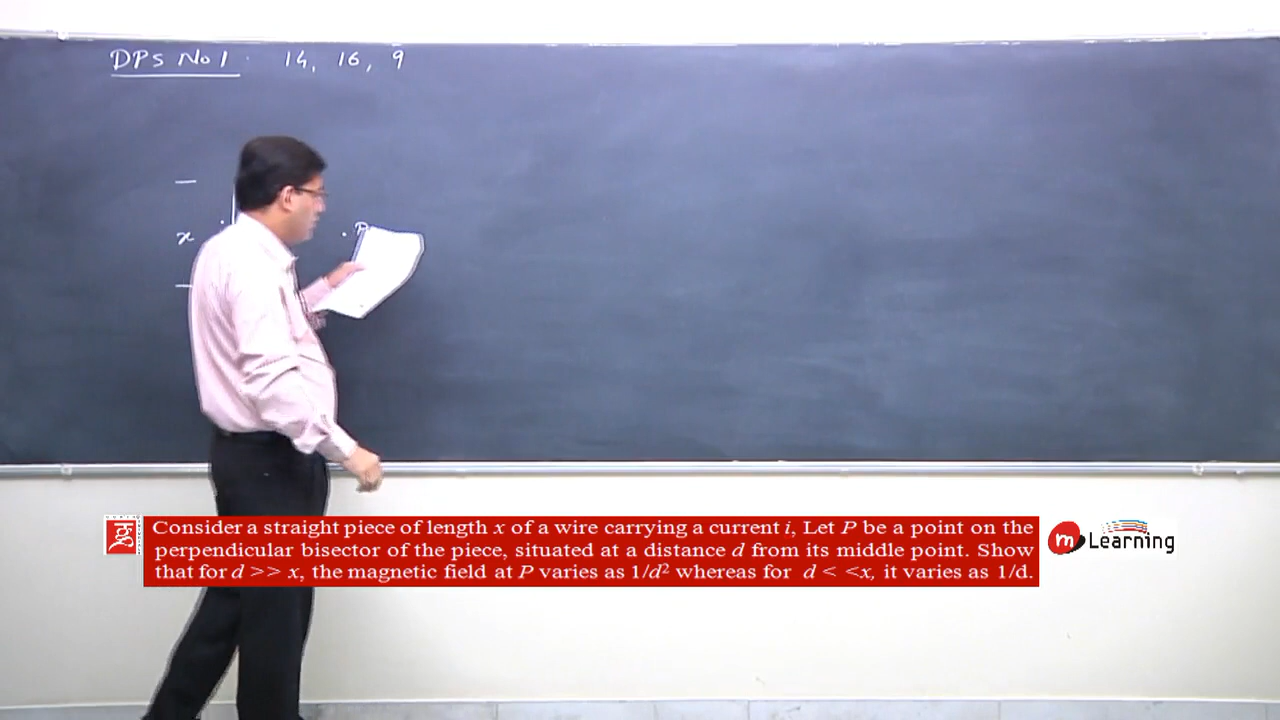 DPS No 1. 14, 16, 9
x
P
Consider a straight piece of length x of a wire carrying a current i, Let P be a point on the
perpendicular bisector of the piece, situated at a distance d from its middle point. Show
that for d >> x, the magnetic field at P varies as 1/d² whereas for d < <x, it varies as 1/d.
m Learning